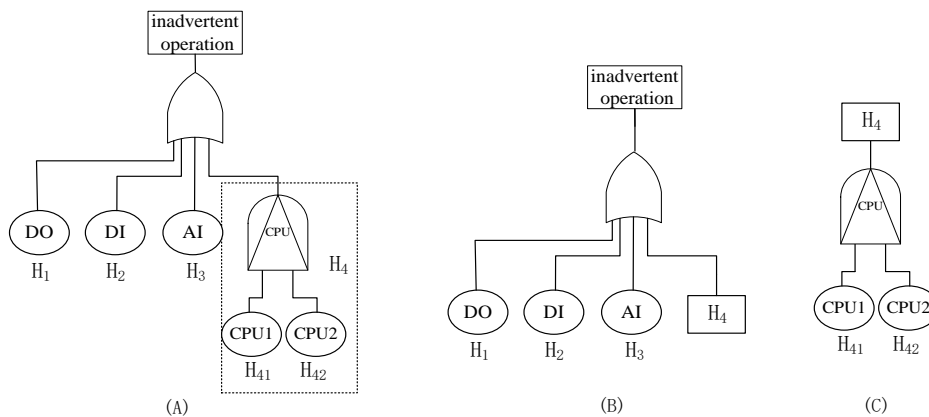 inadvertent
operation
CPU
DO
DI
AI
H₁
H₂
H₃
H₄
CPU1
CPU2
H₄₁
H₄₂
(A)
inadvertent
operation
DO
DI
AI
H₄
H₁
H₂
H₃
(B)
H₄
CPU
CPU1
CPU2
H₄₁
H₄₂
(C)